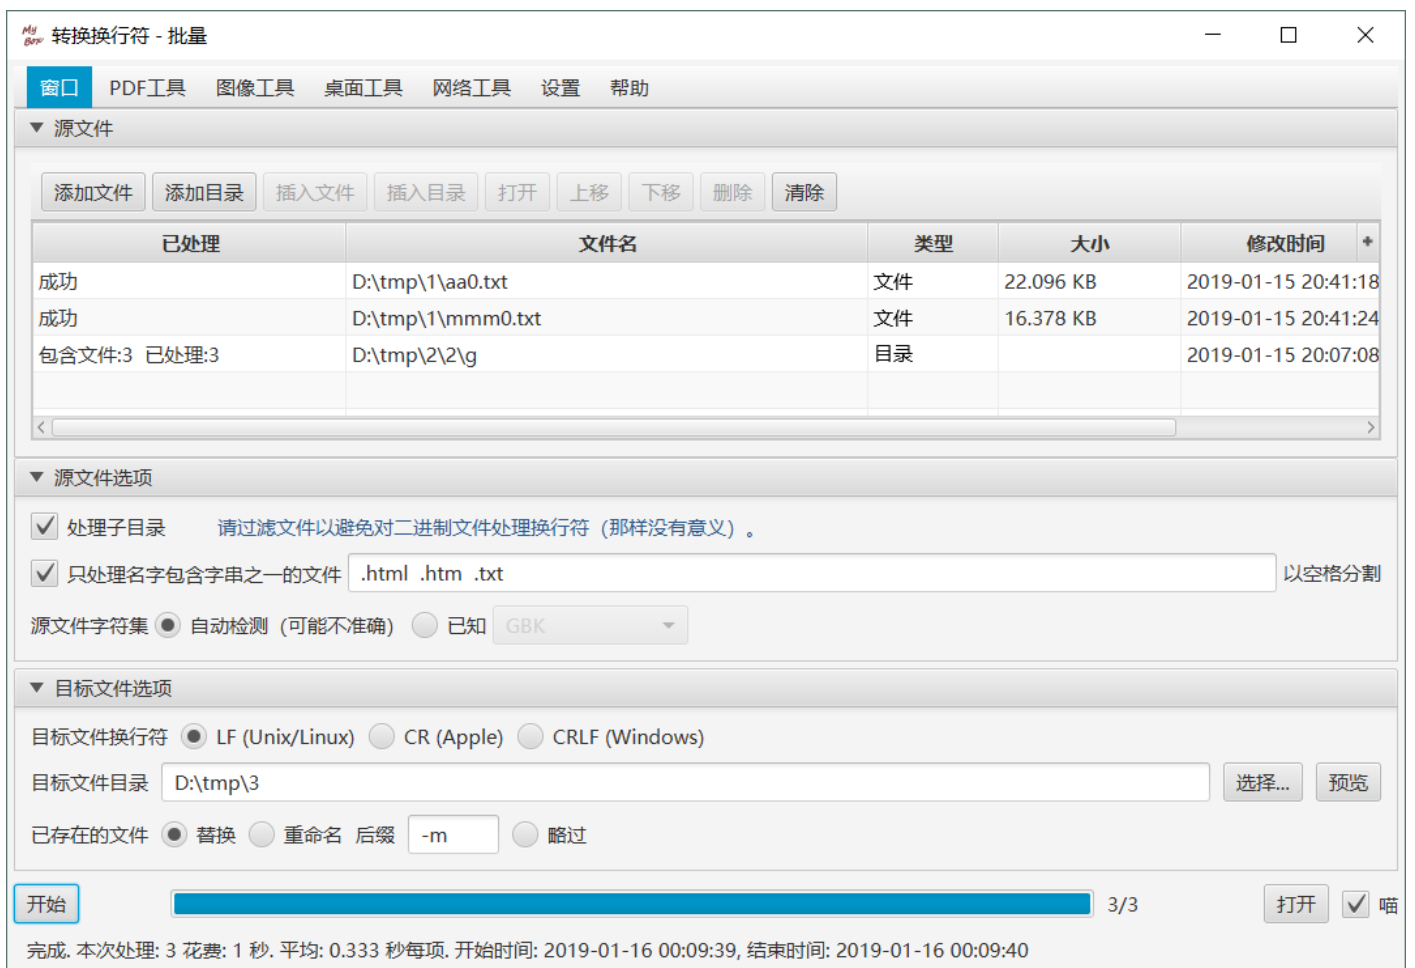 My Box 转换换行符 - 批量
窗口 PDF工具 图像工具 桌面工具 网络工具 设置 帮助
源文件
添加文件 添加目录 插入文件 插入目录 打开 上移 下移 删除 清除
已处理 文件名 类型 大小 修改时间 +
成功 D:\tmp\1\aa0.txt 文件 22.096 KB 2019-01-15 20:41:18
成功 D:\tmp\1\mmm0.txt 文件 16.378 KB 2019-01-15 20:41:24
包含文件:3 已处理:3 D:\tmp\2\2\g 目录 2019-01-15 20:07:08
源文件选项
处理子目录 请过滤文件以避免对二进制文件处理换行符（那样没有意义）。
只处理名字包含字串之一的文件 .html .htm .txt 以空格分割
源文件字符集 自动检测（可能不准确） 已知 GBK
目标文件选项
目标文件换行符 LF (Unix/Linux) CR (Apple) CRLF (Windows)
目标文件目录 D:\tmp\3 选择... 预览
已存在的文件 替换 重命名 后缀 -m 略过
开始 3/3 打开 喵
完成. 本次处理: 3 花费: 1 秒. 平均: 0.333 秒每项. 开始时间: 2019-01-16 00:09:39, 结束时间: 2019-01-16 00:09:40